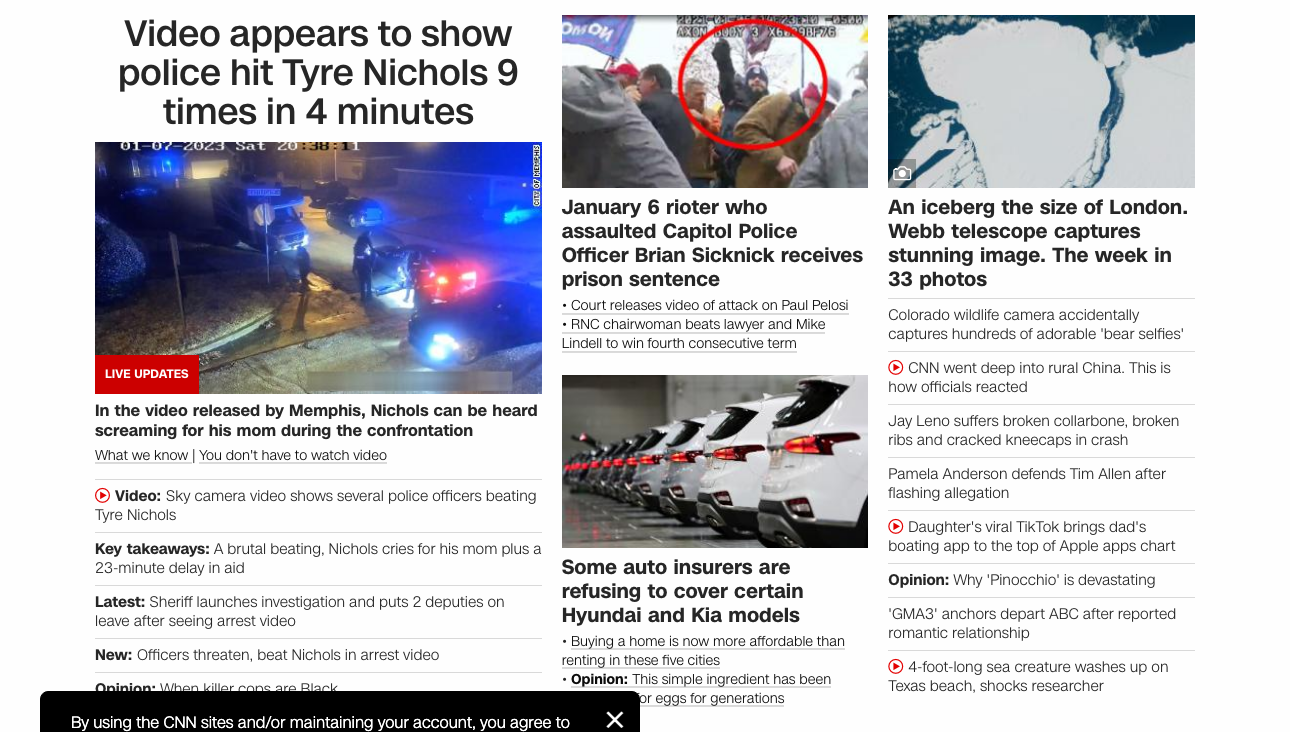 Video appears to show
police hit Tyre Nichols 9
times in 4 minutes
01-07-2023 Sat 20:38:11
CITY OF MEMPHIS
LIVE UPDATES
In the video released by Memphis, Nichols can be heard
screaming for his mom during the confrontation
What we know | You don't have to watch video
Video: Sky camera video shows several police officers beating
Tyre Nichols
Key takeaways: A brutal beating, Nichols cries for his mom plus a
23-minute delay in aid
Latest: Sheriff launches investigation and puts 2 deputies on
leave after seeing arrest video
New: Officers threaten, beat Nichols in arrest video
Opinion: When killer cops are Black
By using the CNN sites and/or maintaining your account, you agree to
AXON BODY 3
January 6 rioter who
assaulted Capitol Police
Officer Brian Sicknick receives
prison sentence
• Court releases video of attack on Paul Pelosi
• RNC chairwoman beats lawyer and Mike
Lindell to win fourth consecutive term
Some auto insurers are
refusing to cover certain
Hyundai and Kia models
• Buying a home is now more affordable than
renting in these five cities
• Opinion: This simple ingredient has been
for eggs for generations
An iceberg the size of London.
Webb telescope captures
stunning image. The week in
33 photos
Colorado wildlife camera accidentally
captures hundreds of adorable 'bear selfies'
CNN went deep into rural China. This is
how officials reacted
Jay Leno suffers broken collarbone, broken
ribs and cracked kneecaps in crash
Pamela Anderson defends Tim Allen after
flashing allegation
Daughter's viral TikTok brings dad's
boating app to the top of Apple apps chart
Opinion: Why 'Pinocchio' is devastating
'GMA3' anchors depart ABC after reported
romantic relationship
4-foot-long sea creature washes up on
Texas beach, shocks researcher